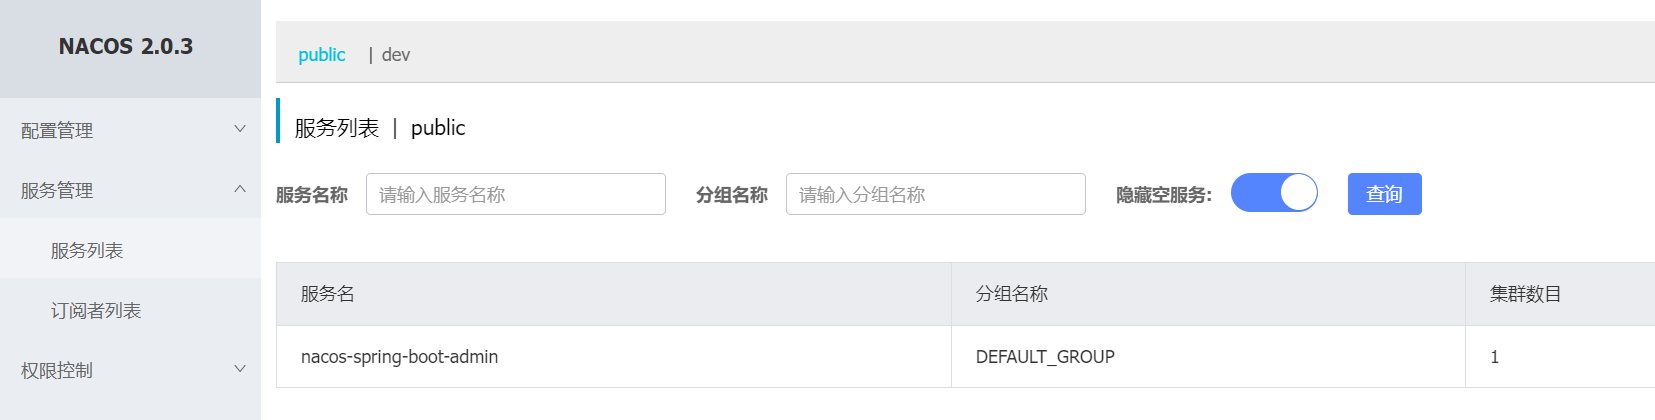 NACOS 2.0.3
配置管理
服务管理
服务列表
订阅者列表
权限控制
public | dev
服务列表 | public
服务名称 请输入服务名称 分组名称 请输入分组名称 隐藏空服务: 查询
服务名 分组名称 集群数目
nacos-spring-boot-admin DEFAULT_GROUP 1